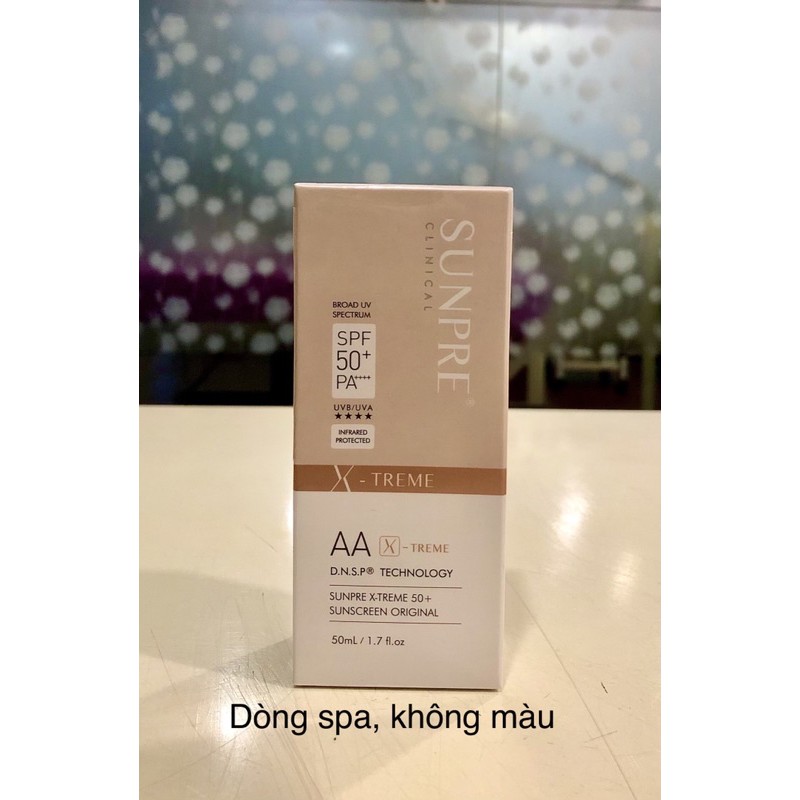 SUNPRE®
CLINICAL
BROAD UV
SPECTRUM
SPF
50+
PA++++
UVB/UVA
★★★★
INFRARED
PROTECTED
X - TREME
AA X - TREME
D.N.S.P® TECHNOLOGY
SUNPRE X-TREME 50+
SUNSCREEN ORIGINAL
50mL / 1.7 fl.oz
Dòng spa, không màu